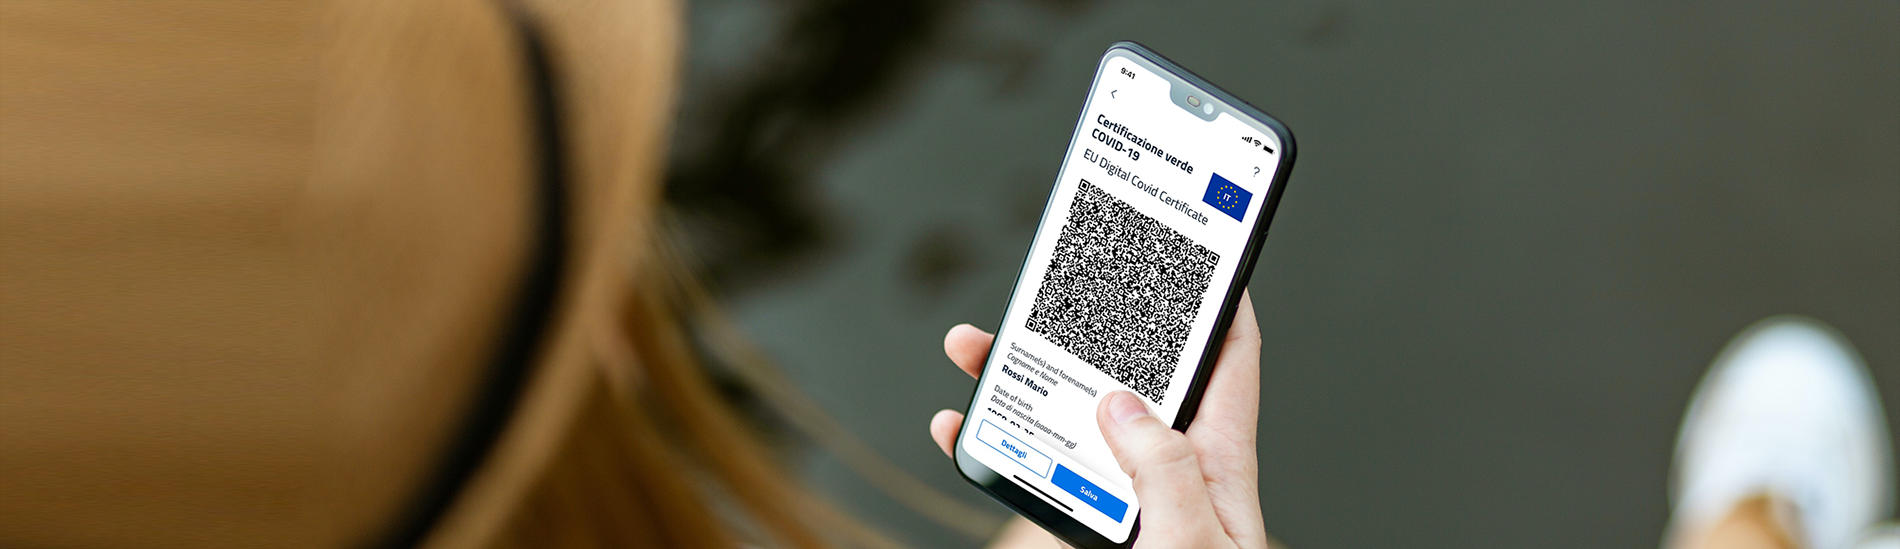 9:41
Certificazione verde
COVID-19
?
EU Digital Covid Certificate
IT
Surname(s) and forename(s)
Cognome e Nome
Rossi Mario
Date of birth
Data di nascita (aaaa-mm-gg)
Dettagli
Salva